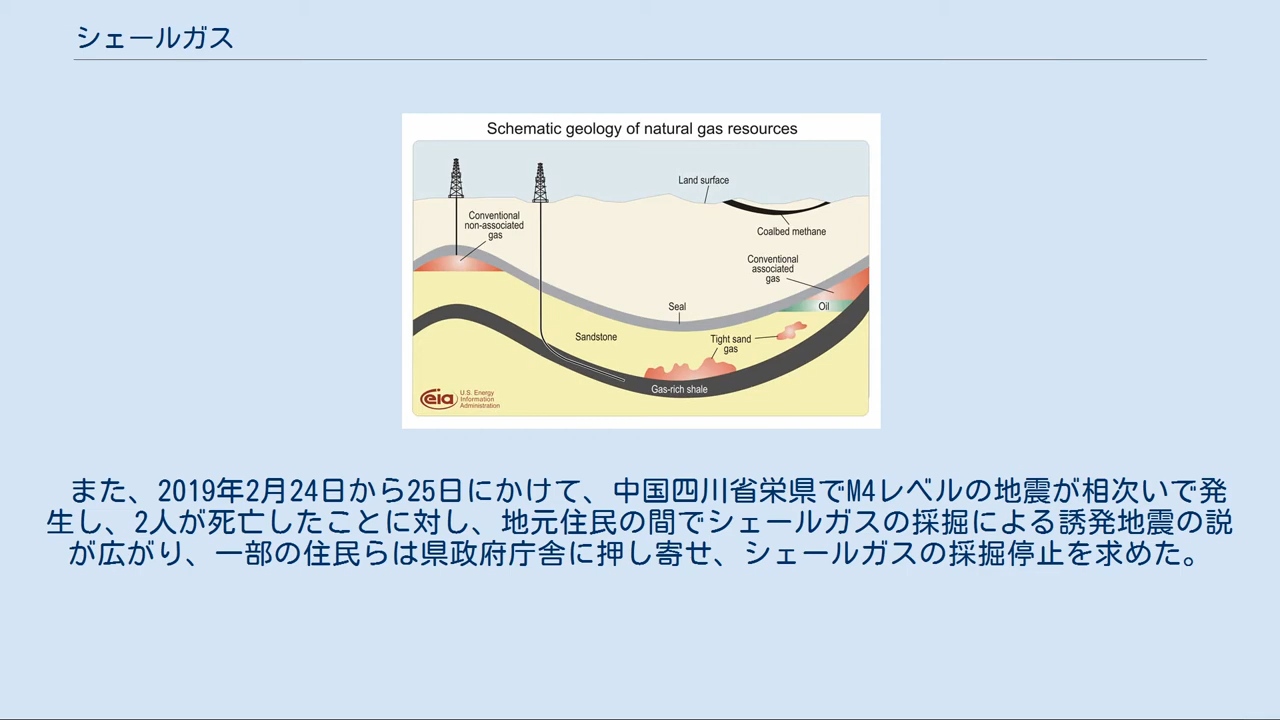 シェールガス
Schematic geology of natural gas resources
Land surface
Conventional
non-associated
gas
Coalbed methane
Conventional
associated
gas
Seal
Oil
Sandstone
Tight sand
gas
Gas-rich shale
eia
U.S. Energy
Information
Administration
また、2019年2月24日から25日にかけて、中国四川省栄県でM4レベルの地震が相次いで発
生し、2人が死亡したことに対し、地元住民の間でシェールガスの採掘による誘発地震の説
が広がり、一部の住民らは県政府庁舎に押し寄せ、シェールガスの採掘停止を求めた。